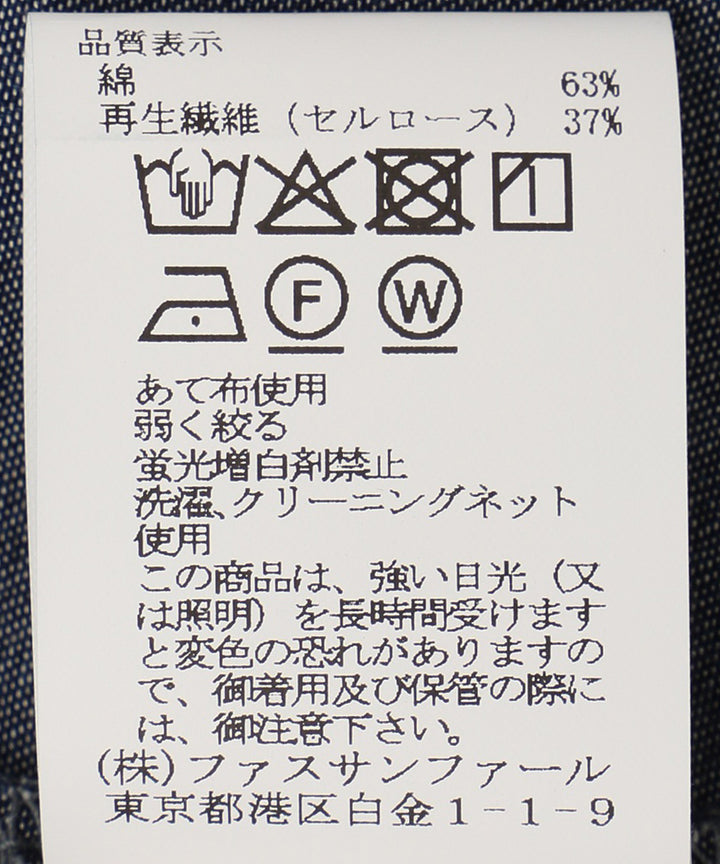 品質表示
綿 63%
再生繊維（セルロース） 37%
F W
あて布使用
弱く絞る
蛍光増白剤禁止
洗濯、クリーニングネット
使用
この商品は、強い日光（又
は照明）を長時間受けます
と変色の恐れがありますの
で、御着用及び保管の際に
は、御注意下さい。
(株)ファスサンファール
東京都港区白金1-1-9